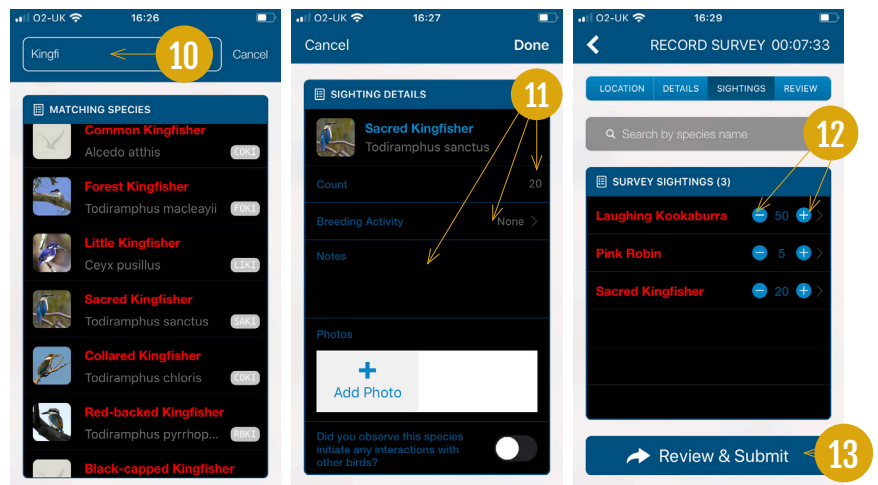 O2-UK 16:26
Kingfi
10
Cancel
MATCHING SPECIES
Common Kingfisher
Alcedo atthis COKI
Forest Kingfisher
Todiramphus macleayii FOKI
Little Kingfisher
Ceyx pusillus LIKI
Sacred Kingfisher
Todiramphus sanctus SAKI
Collared Kingfisher
Todiramphus chloris COKI
Red-backed Kingfisher
Todiramphus pyrrhop... RBKI
Black-capped Kingfisher
O2-UK 16:27
Cancel Done
SIGHTING DETAILS
11
Sacred Kingfisher
Todiramphus sanctus
Count 20
Breeding Activity None
Notes
Photos
Add Photo
Did you observe this species
initiate any interactions with
other birds?
O2-UK 16:29
RECORD SURVEY 00:07:33
LOCATION DETAILS SIGHTINGS REVIEW
Search by species name
12
SURVEY SIGHTINGS (3)
Laughing Kookaburra 50
Pink Robin 5
Sacred Kingfisher 20
Review & Submit
13